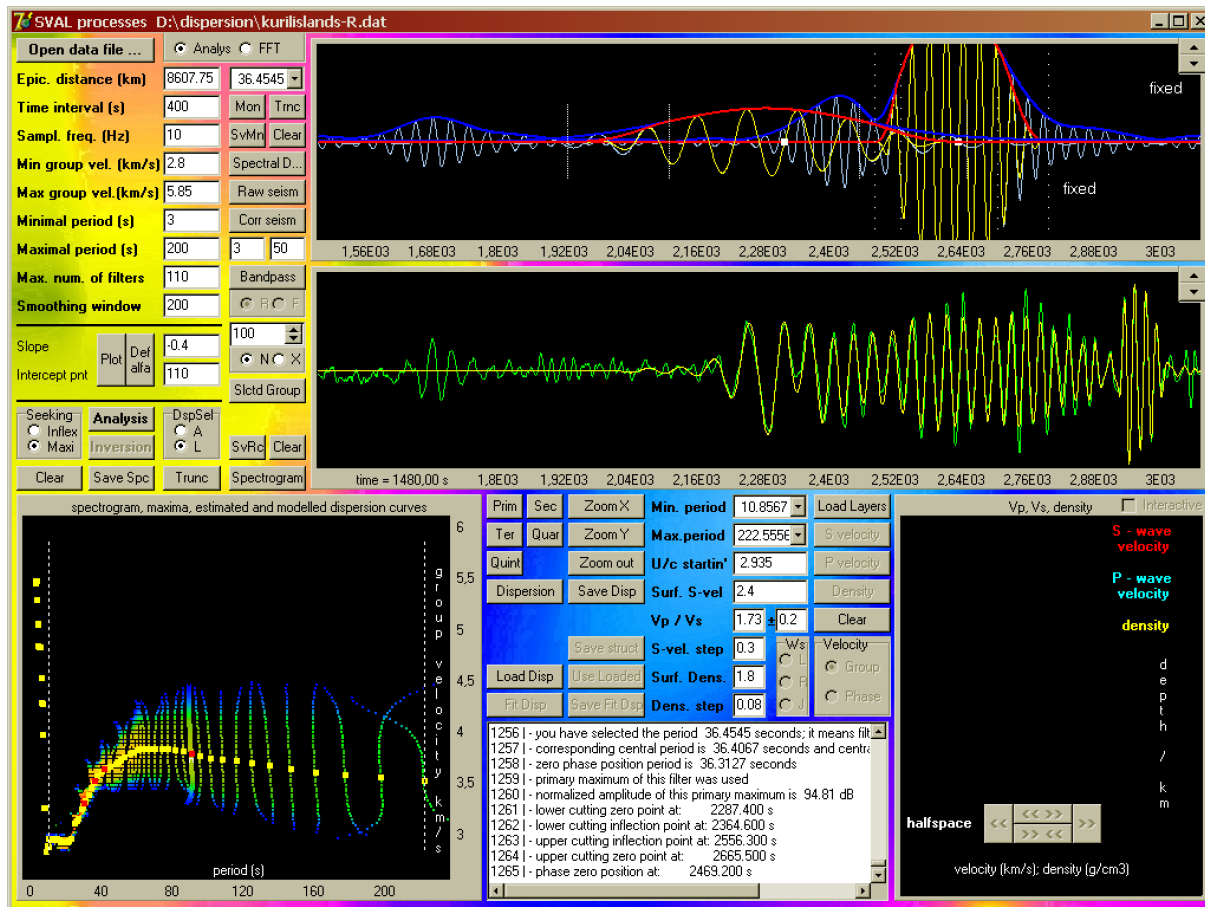 SVAL processes D:\dispersion\kurilislands-R.dat
Open data file ...
Analys FFT
Epic. distance (km) 8607.75 36.4545
Time interval (s) 400 Mon Trnc
Sampl. freq. (Hz) 10 SvMn Clear
Min group vel. (km/s) 2.8 Spectral D...
Max group vel.(km/s) 5.85 Raw seism
Minimal period (s) 3 Corr seism
Maximal period (s) 200 3 50
Max. num. of filters 110 Bandpass
Smoothing window 200 R F
100
Slope -0.4
Plot Def alfa
N X
Intercept pnt 110
Slctd Group
Seeking
Inflex
Maxi
Analysis
Inversion
DspSel
A
L
SvRc Clear
Clear Save Spc Trunc Spectrogram
fixed
fixed
1,56E03 1,68E03 1,8E03 1,92E03 2,04E03 2,16E03 2,28E03 2,4E03 2,52E03 2,64E03 2,76E03 2,88E03 3E03
time = 1480,00 s 1,8E03 1,92E03 2,04E03 2,16E03 2,28E03 2,4E03 2,52E03 2,64E03 2,76E03 2,88E03 3E03
spectrogram, maxima, estimated and modelled dispersion curves
6
5,5
5
4,5
4
3,5
3
group velocity km/s
period (s)
0 40 80 120 160 200
Prim Sec Zoom X Min. period 10.8567 Load Layers
Ter Quar Zoom Y Max.period 222.555E S velocity
Quint Zoom out U/c startin' 2.935 P velocity
Dispersion Save Disp Surf. S-vel 2.4 Density
Vp / Vs 1.73 ± 0.2 Clear
Save struct S-vel. step 0.3
Load Disp Use Loaded Surf. Dens. 1.8
Fit Disp Save Fit Dsp Dens. step 0.08
Ws
L
R
J
Velocity
Group
Phase
1256 | - you have selected the period 36.4545 seconds; it means filt
1257 | - corresponding central period is 36.4067 seconds and centra
1258 | - zero phase position period is 36.3127 seconds
1259 | - primary maximum of this filter was used
1260 | - normalized amplitude of this primary maximum is 94.81 dB
1261 | - lower cutting zero point at: 2287.400 s
1262 | - lower cutting inflection point at: 2364.600 s
1263 | - upper cutting inflection point at: 2556.300 s
1264 | - upper cutting zero point at: 2665.500 s
1265 | - phase zero position at: 2469.200 s
Vp, Vs, density Interactive
S - wave
velocity
P - wave
velocity
density
depth / km
halfspace << << >> >> << >>
velocity (km/s); density (g/cm3)